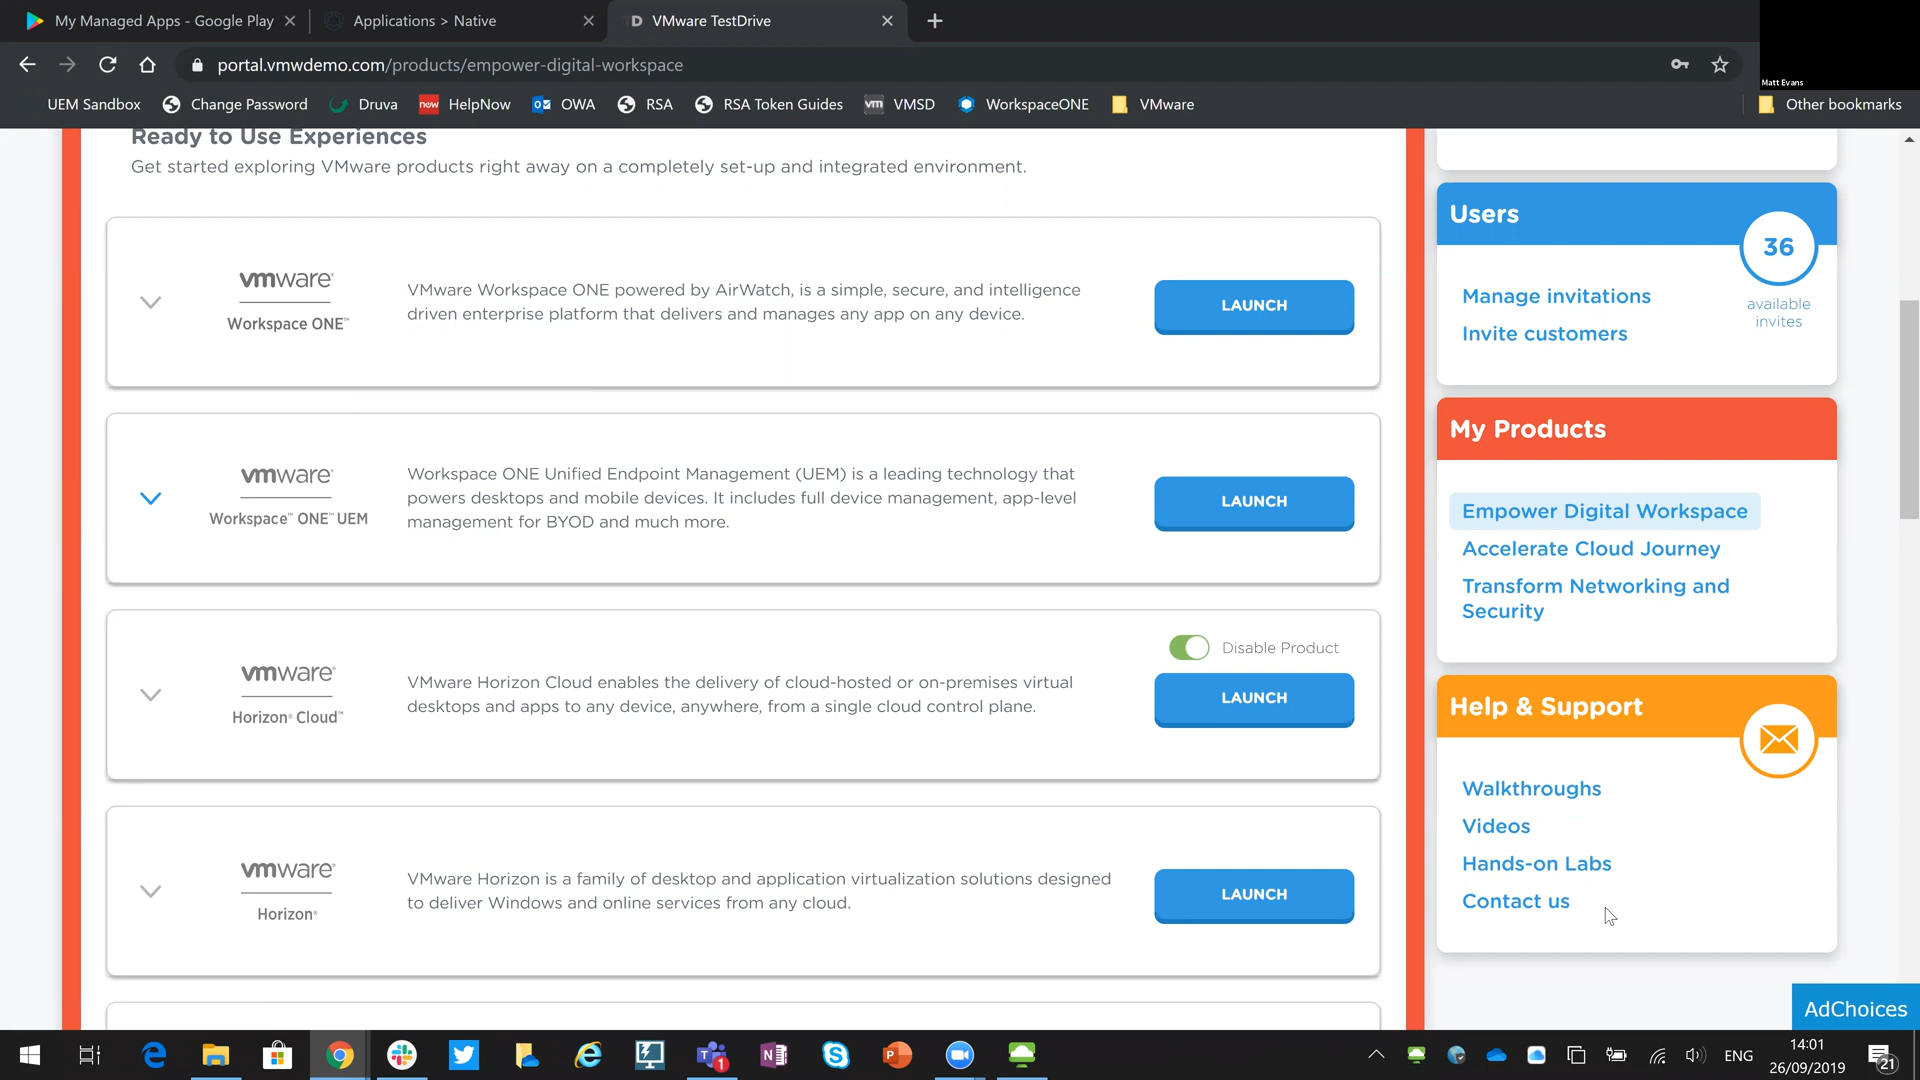 My Managed Apps - Google Play
Applications > Native
VMware TestDrive
portal.vmwdemo.com/products/empower-digital-workspace
Matt Evans
UEM Sandbox
Change Password
Druva
now HelpNow
OWA
RSA
RSA Token Guides
vm VMSD
WorkspaceONE
VMware
Other bookmarks
Ready to Use Experiences
Get started exploring VMware products right away on a completely set-up and integrated environment.
vmware®
Workspace ONE™
VMware Workspace ONE powered by AirWatch, is a simple, secure, and intelligence
driven enterprise platform that delivers and manages any app on any device.
LAUNCH
vmware®
Workspace™ ONE™ UEM
Workspace ONE Unified Endpoint Management (UEM) is a leading technology that
powers desktops and mobile devices. It includes full device management, app-level
management for BYOD and much more.
LAUNCH
vmware®
Horizon® Cloud™
VMware Horizon Cloud enables the delivery of cloud-hosted or on-premises virtual
desktops and apps to any device, anywhere, from a single cloud control plane.
Disable Product
LAUNCH
vmware®
Horizon®
VMware Horizon is a family of desktop and application virtualization solutions designed
to deliver Windows and online services from any cloud.
LAUNCH
Users
36
available
invites
Manage invitations
Invite customers
My Products
Empower Digital Workspace
Accelerate Cloud Journey
Transform Networking and
Security
Help & Support
Walkthroughs
Videos
Hands-on Labs
Contact us
AdChoices
1
ENG
14:01
26/09/2019
21